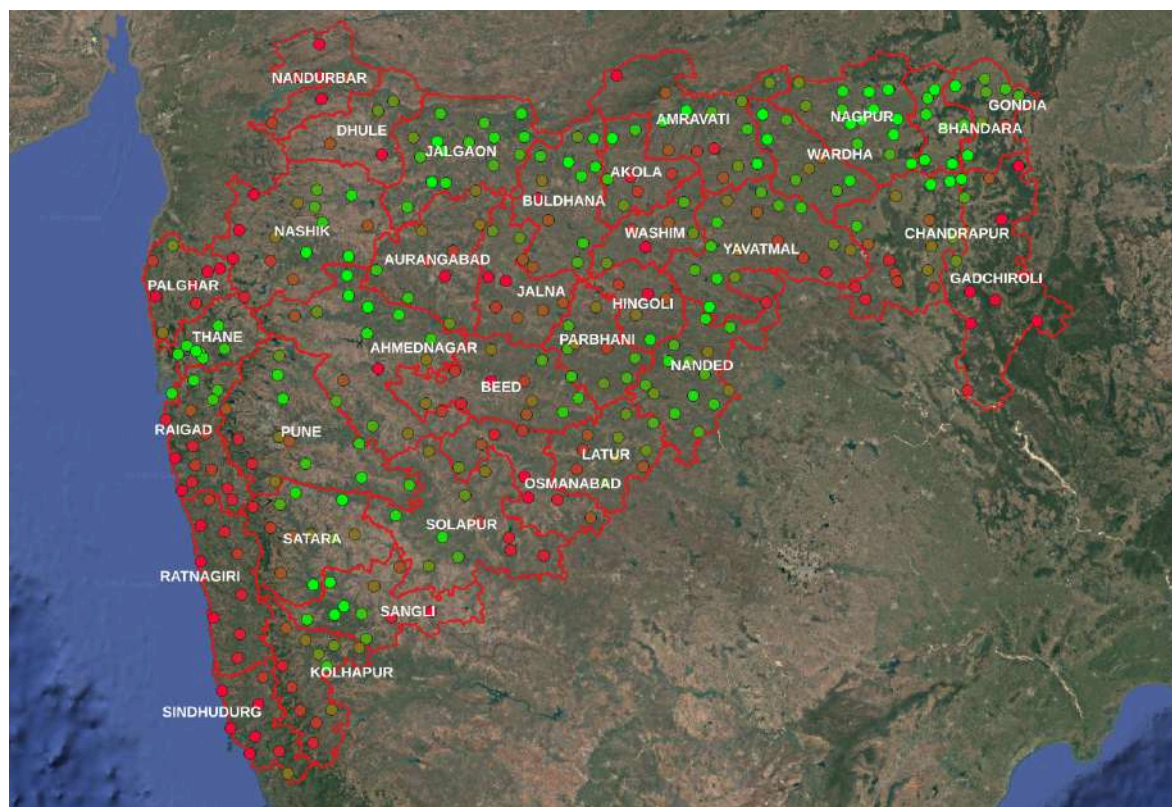 NANDURBAR
DHULE
JALGAON
AMRAVATI
NAGPUR
GONDIA
BHANDARA
WARDHA
AKOLA
BULDHANA
NASHIK
WASHIM
YAVATMAL
CHANDRAPUR
AURANGABAD
GADCHIROLI
PALGHAR
JALNA
HINGOLI
THANE
AHMEDNAGAR
PARBHANI
NANDED
BEED
RAIGAD
PUNE
LATUR
OSMANABAD
SOLAPUR
SATARA
RATNAGIRI
SANGLI
KOLHAPUR
SINDHUDURG